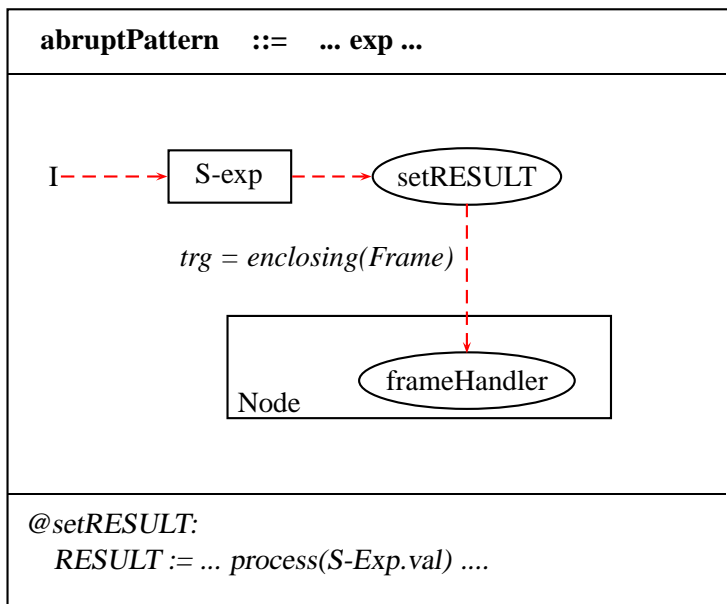 abruptPattern ::= ... exp ...
I S-exp setRESULT
trg = enclosing(Frame)
frameHandler
Node
@setRESULT:
RESULT := ... process(S-Exp.val) ....